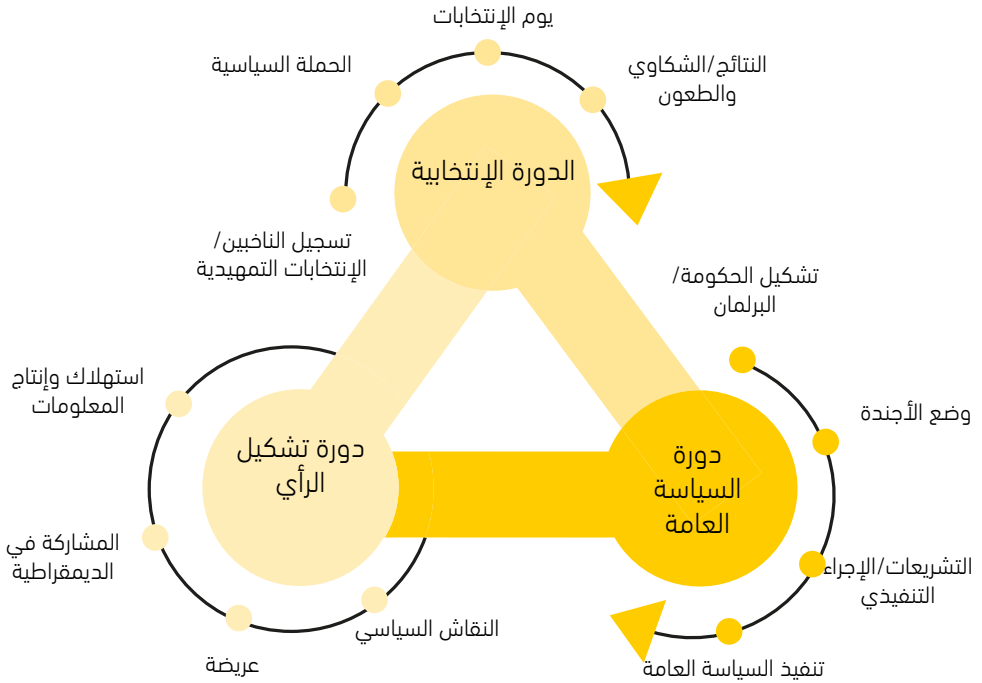 يوم الإنتخابات
الحملة السياسية
النتائج/الشكاوي
والطعون
الدورة الإنتخابية
تسجيل الناخبين/
الإنتخابات التمهيدية
تشكيل الحكومة/
البرلمان
وضع الأجندة
دورة
السياسة
العامة
التشريعات/الإجراء
التنفيذي
تنفيذ السياسة العامة
استهلاك وإنتاج
المعلومات
دورة تشكيل
الرأي
المشاركة في
الديمقراطية
النقاش السياسي
عريضة